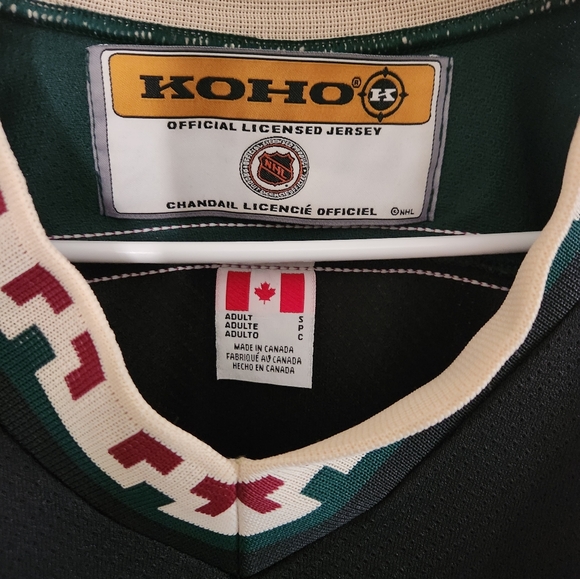 KOHO® K
OFFICIAL LICENSED JERSEY
NHL
CHANDAIL LICENCIÉ OFFICIEL ©NHL
ADULT S
ADULTE P
ADULTO C
MADE IN CANADA
FABRIQUÉ AU CANADA
HECHO EN CANADA